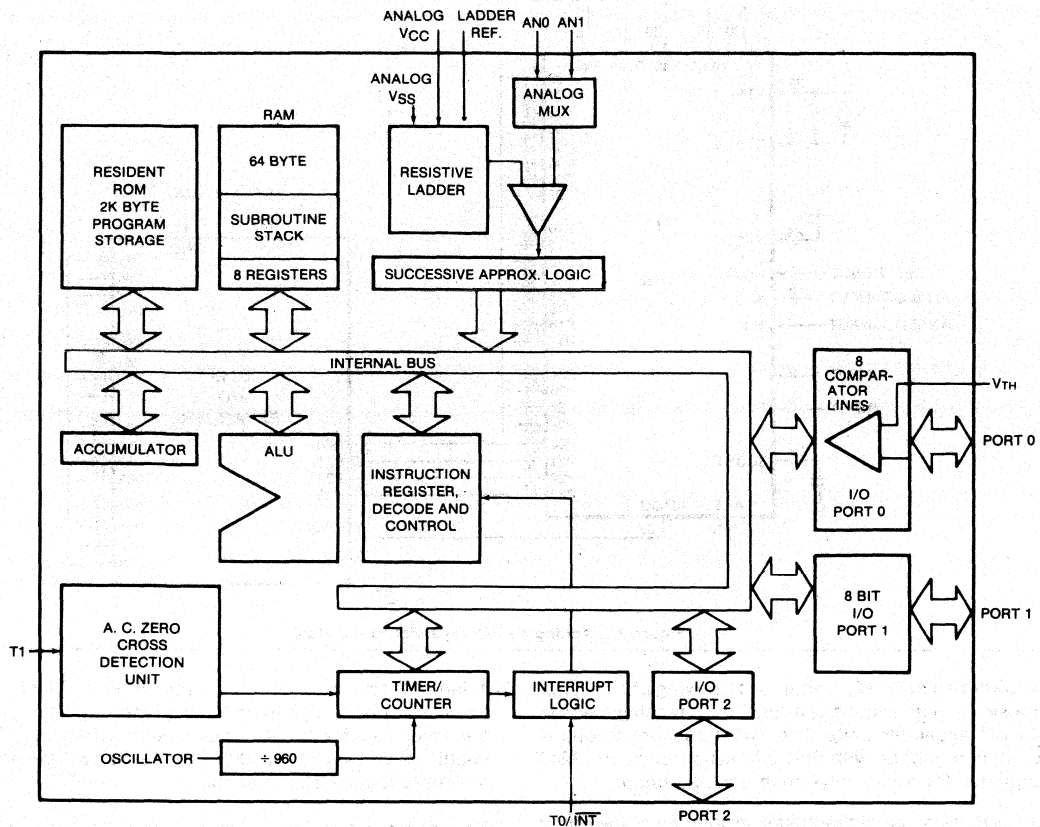 ANALOG
VCC
LADDER
REF.
AN0 AN1
ANALOG
VSS
ANALOG
MUX
RAM
RESIDENT
ROM
2K BYTE
PROGRAM
STORAGE
64 BYTE
SUBROUTINE
STACK
8 REGISTERS
RESISTIVE
LADDER
SUCCESSIVE APPROX. LOGIC
INTERNAL BUS
8
COMPAR-
ATOR
LINES
VTH
PORT 0
I/O
PORT 0
ACCUMULATOR
ALU
INSTRUCTION
REGISTER,
DECODE AND
CONTROL
8 BIT
I/O
PORT 1
PORT 1
T1
A. C. ZERO
CROSS
DETECTION
UNIT
TIMER/
COUNTER
INTERRUPT
LOGIC
I/O
PORT 2
OSCILLATOR
÷ 960
T0/INT
PORT 2